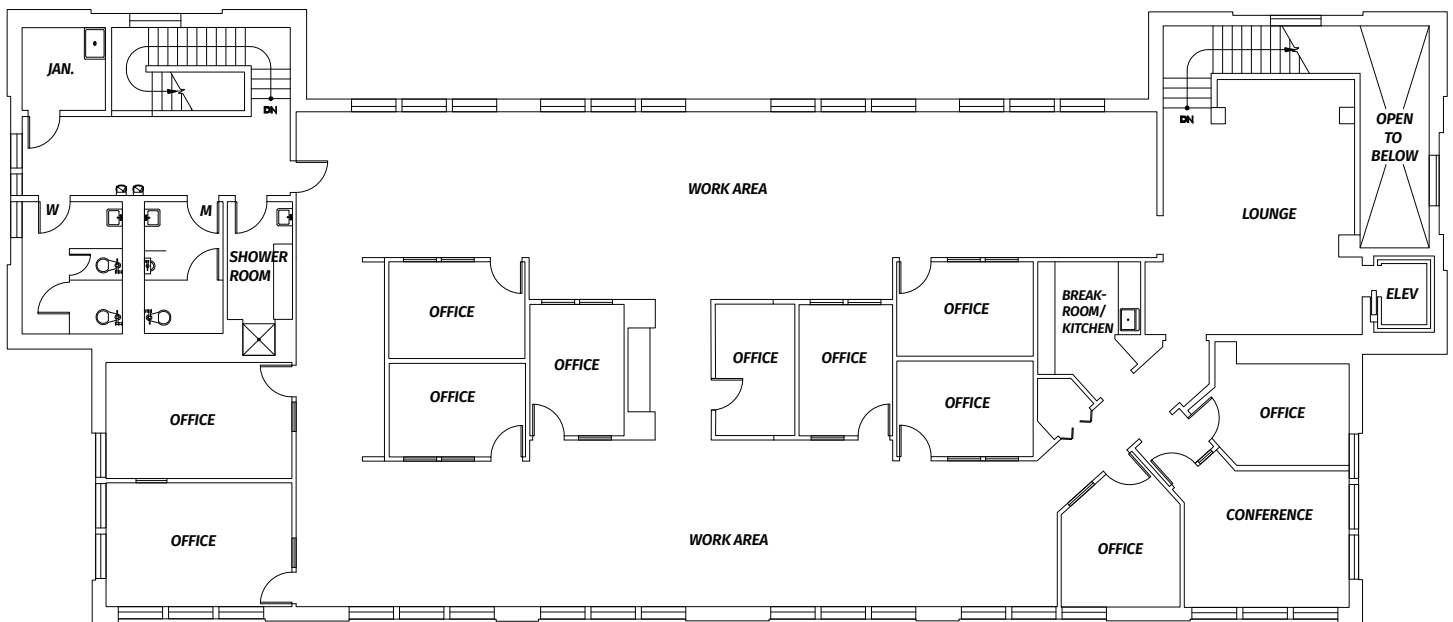 JAN.
DN
DN
OPEN
TO
BELOW
WORK AREA
W
M
LOUNGE
SHOWER
ROOM
ELEV
OFFICE
OFFICE
BREAK-
ROOM/
KITCHEN
OFFICE
OFFICE
OFFICE
OFFICE
OFFICE
OFFICE
OFFICE
OFFICE
CONFERENCE
WORK AREA
OFFICE
OFFICE